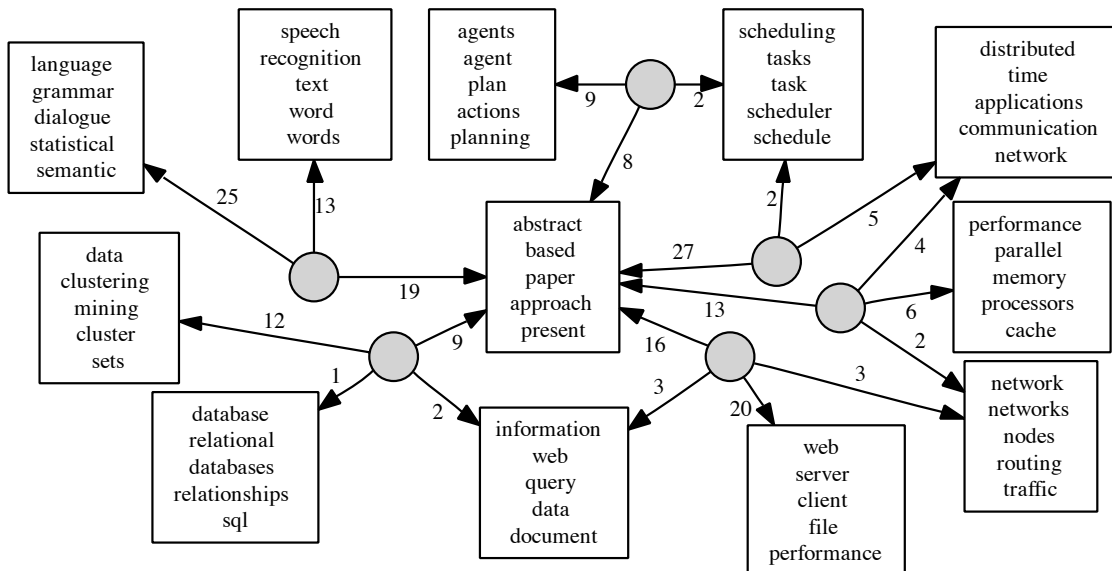 speech
recognition
text
word
words
agents
agent
plan
actions
planning
scheduling
tasks
task
scheduler
schedule
distributed
time
applications
communication
network
language
grammar
dialogue
statistical
semantic
9
2
8
25
13
2
5
4
abstract
based
paper
approach
present
performance
parallel
memory
processors
cache
data
clustering
mining
cluster
sets
19
27
13
6
2
12
9
16
1
2
3
20
3
database
relational
databases
relationships
sql
information
web
query
data
document
web
server
client
file
performance
network
networks
nodes
routing
traffic